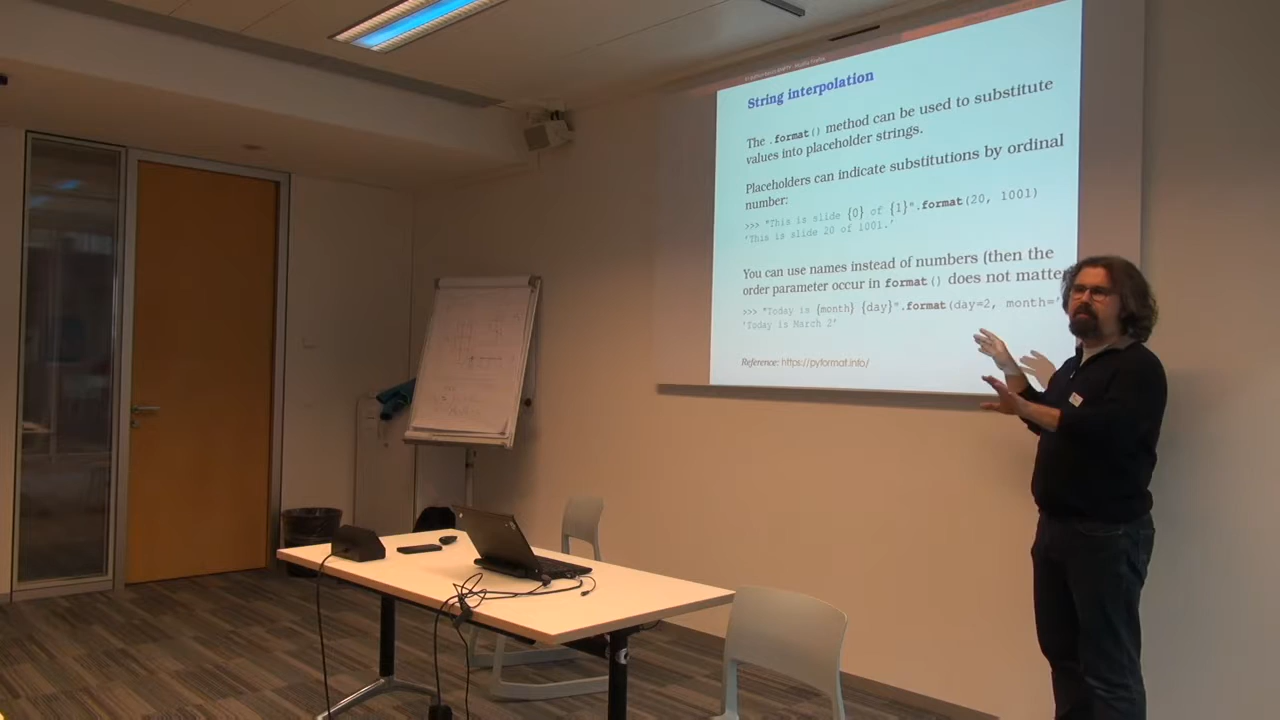 String interpolation
The .format() method can be used to substitute
values into placeholder strings.
Placeholders can indicate substitutions by ordinal
number:
>>> "This is slide {0} of {1}".format(20, 1001)
'This is slide 20 of 1001.'
You can use names instead of numbers (then the
order parameter occur in format() does not matter
>>> "Today is {month} {day}".format(day=2, month='
'Today is March 2'
Reference: https://pyformat.info/